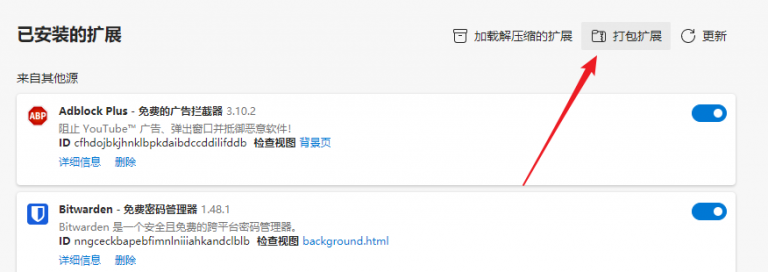 已安装的扩展
加载解压缩的扩展 打包扩展 更新
来自其他源
ABP
Adblock Plus - 免费的广告拦截器 3.10.2
阻止 YouTube™ 广告、弹出窗口并抵御恶意软件!
ID cfhdojbkjhnklbpkdaibdccddilifddb 检查视图 背景页
详细信息 删除
Bitwarden - 免费密码管理器 1.48.1
Bitwarden 是一个安全且免费的跨平台密码管理器。
ID nngceckbapebfimnlniiiahkandclblb 检查视图 background.html
详细信息 删除